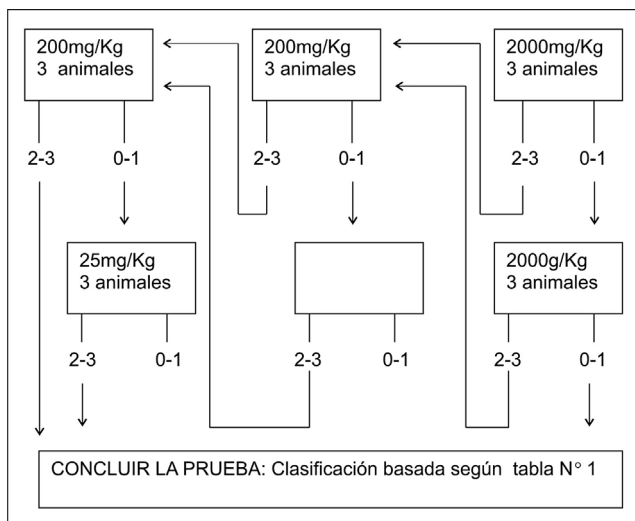 200mg/Kg
3 animales
200mg/Kg
3 animales
2000mg/Kg
3 animales
2-3
0-1
2-3
0-1
2-3
0-1
25mg/Kg
3 animales
2000g/Kg
3 animales
2-3
0-1
2-3
0-1
2-3
0-1
CONCLUIR LA PRUEBA: Clasificación basada según tabla N° 1